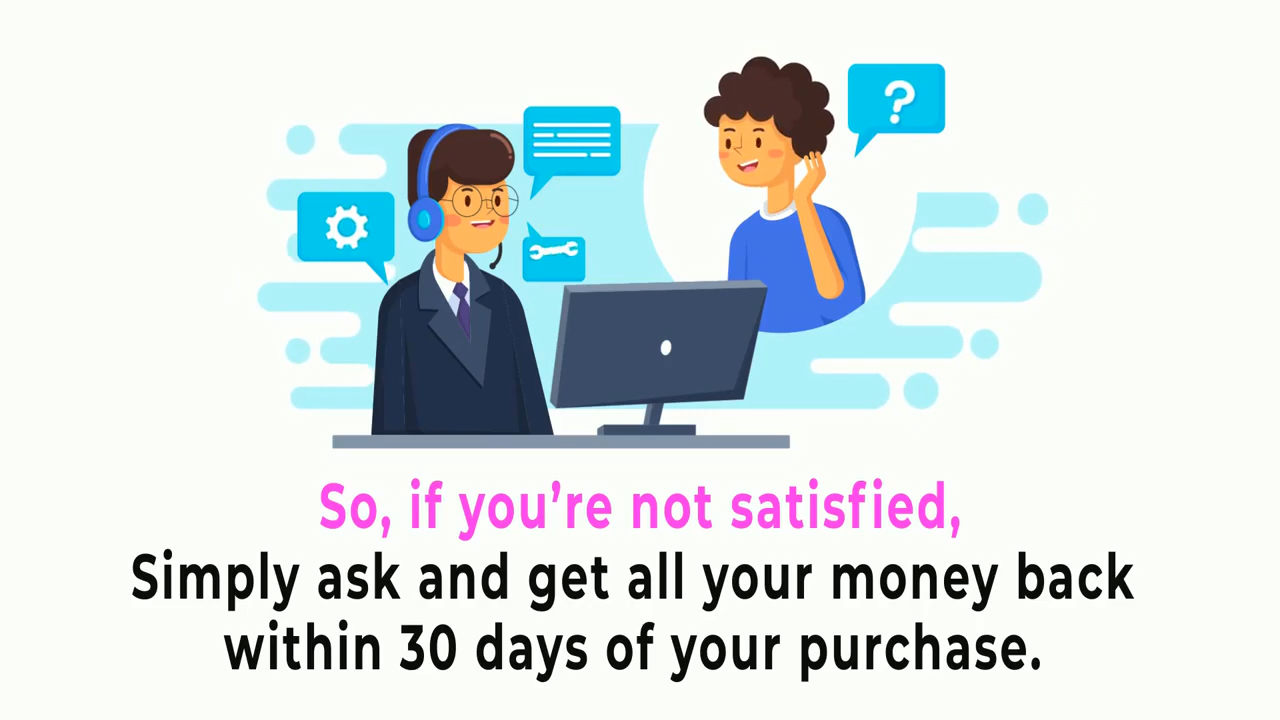 ?
So, if you’re not satisfied,
Simply ask and get all your money back
within 30 days of your purchase.